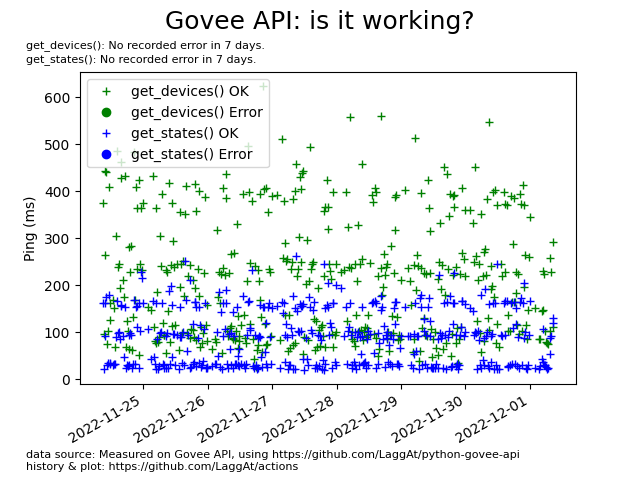 Govee API: is it working?
get_devices(): No recorded error in 7 days.
get_states(): No recorded error in 7 days.
get_devices() OK
get_devices() Error
get_states() OK
get_states() Error
Ping (ms)
600
500
400
300
200
100
0
2022-11-25
2022-11-26
2022-11-27
2022-11-28
2022-11-29
2022-11-30
2022-12-01
data source: Measured on Govee API, using https://github.com/LaggAt/python-govee-api
history & plot: https://github.com/LaggAt/actions